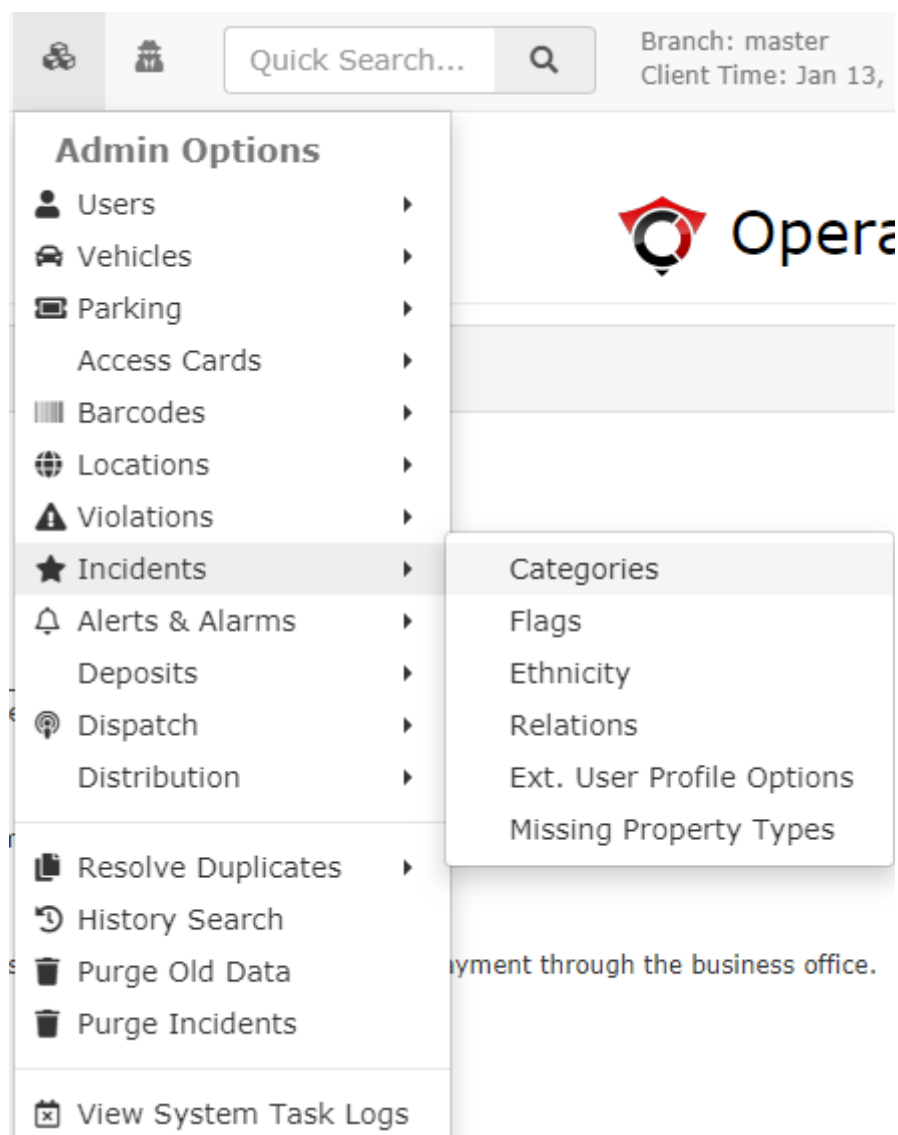 Quick Search...
Branch: master
Client Time: Jan 13,
Admin Options
Users
Vehicles
Parking
Access Cards
Barcodes
Locations
Violations
Incidents
Alerts & Alarms
Deposits
Dispatch
Distribution
Resolve Duplicates
History Search
Purge Old Data
Purge Incidents
View System Task Logs
Categories
Flags
Ethnicity
Relations
Ext. User Profile Options
Missing Property Types
Opera
yment through the business office.